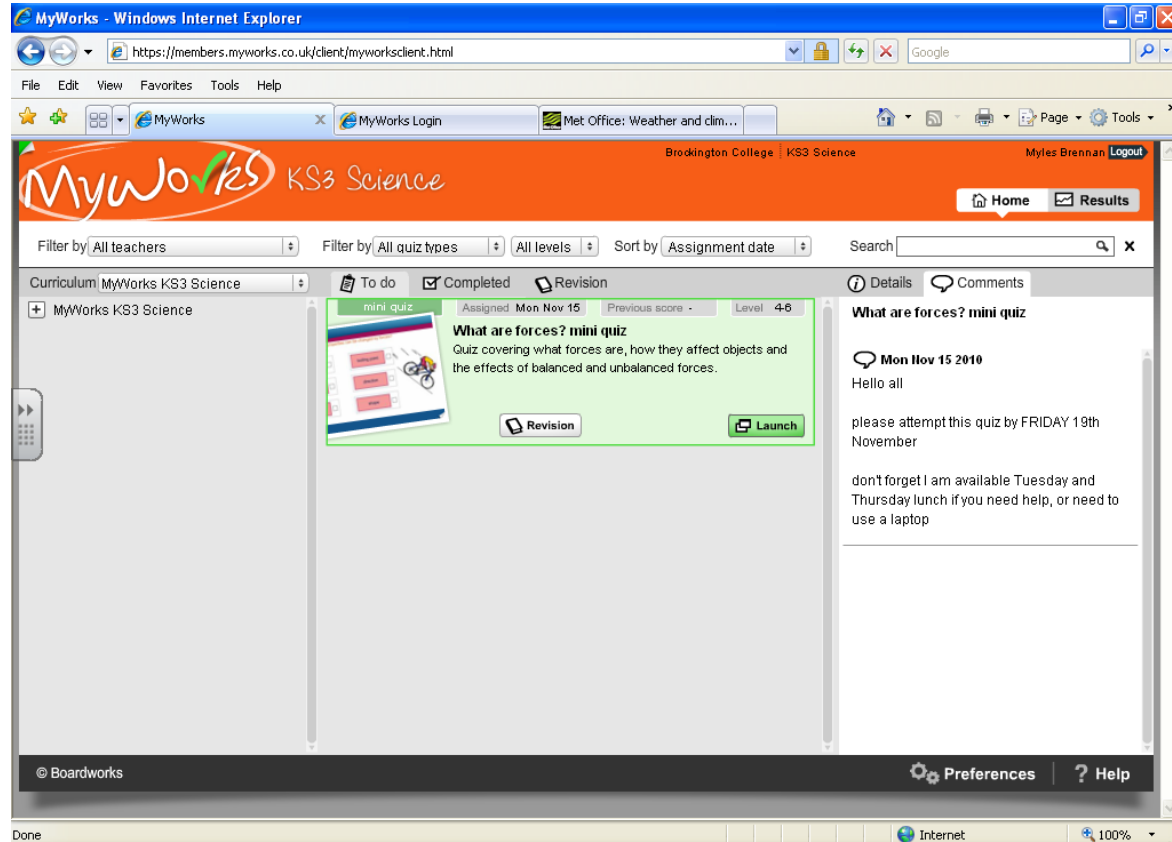 MyWorks - Windows Internet Explorer
https://members.myworks.co.uk/client/myworksclient.html
Google
File Edit View Favorites Tools Help
MyWorks
MyWorks Login
Met Office: Weather and clim...
Page
Tools
MyWorks KS3 Science
Brockington College KS3 Science
Myles Brennan Logout
Home
Results
Filter by All teachers
Filter by All quiz types
All levels
Sort by Assignment date
Search
Curriculum MyWorks KS3 Science
To do
Completed
Revision
Details
Comments
MyWorks KS3 Science
mini quiz
Assigned Mon Nov 15
Previous score -
Level 4-6
What are forces? mini quiz
Quiz covering what forces are, how they affect objects and
the effects of balanced and unbalanced forces.
Revision
Launch
What are forces? mini quiz
Mon Nov 15 2010
Hello all
please attempt this quiz by FRIDAY 19th
November
don't forget I am available Tuesday and
Thursday lunch if you need help, or need to
use a laptop
© Boardworks
Preferences
? Help
Done
Internet
100%